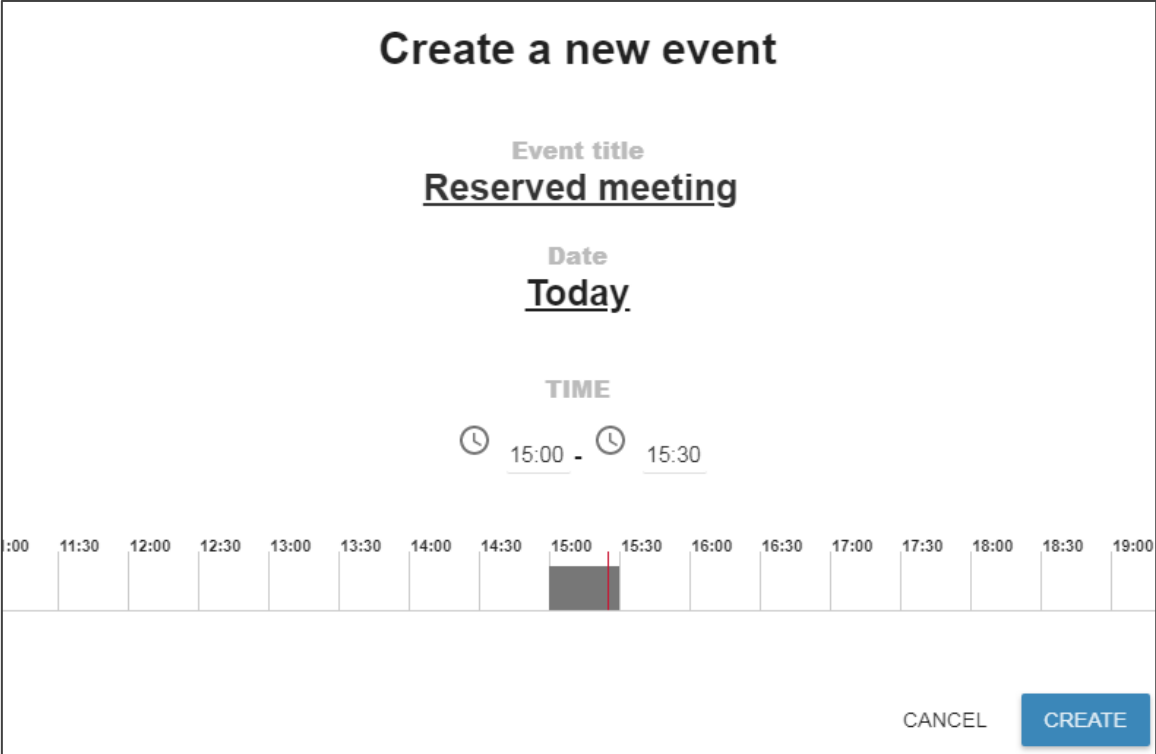 Create a new event
Event title
Reserved meeting
Date
Today
TIME
15:00 - 15:30
:00 11:30 12:00 12:30 13:00 13:30 14:00 14:30 15:00 15:30 16:00 16:30 17:00 17:30 18:00 18:30 19:00
CANCEL CREATE